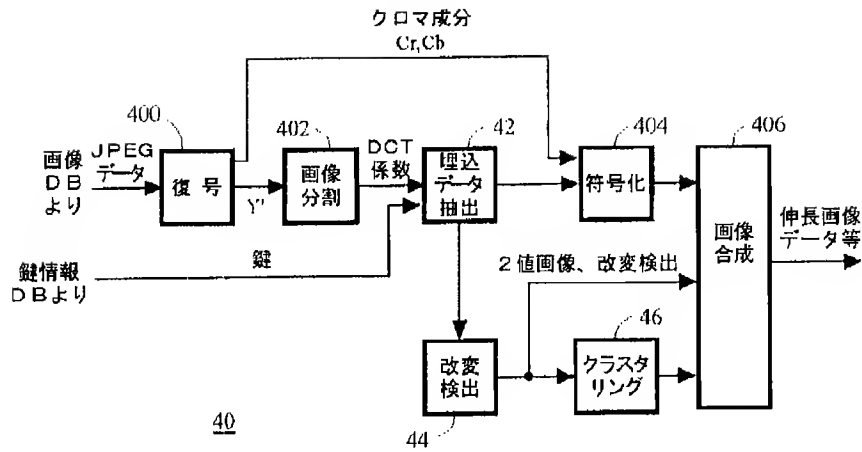 クロマ成分
Cr,Cb
400
402
42
404
406
画像
DB
より
JPEG
データ
復号
Y''
画像
分割
DCT
係数
埋込
データ
抽出
符号化
画像
合成
伸長画像
データ等
鍵情報
DBより
鍵
2値画像、改変検出
46
改変
検出
クラスタ
リング
40
44